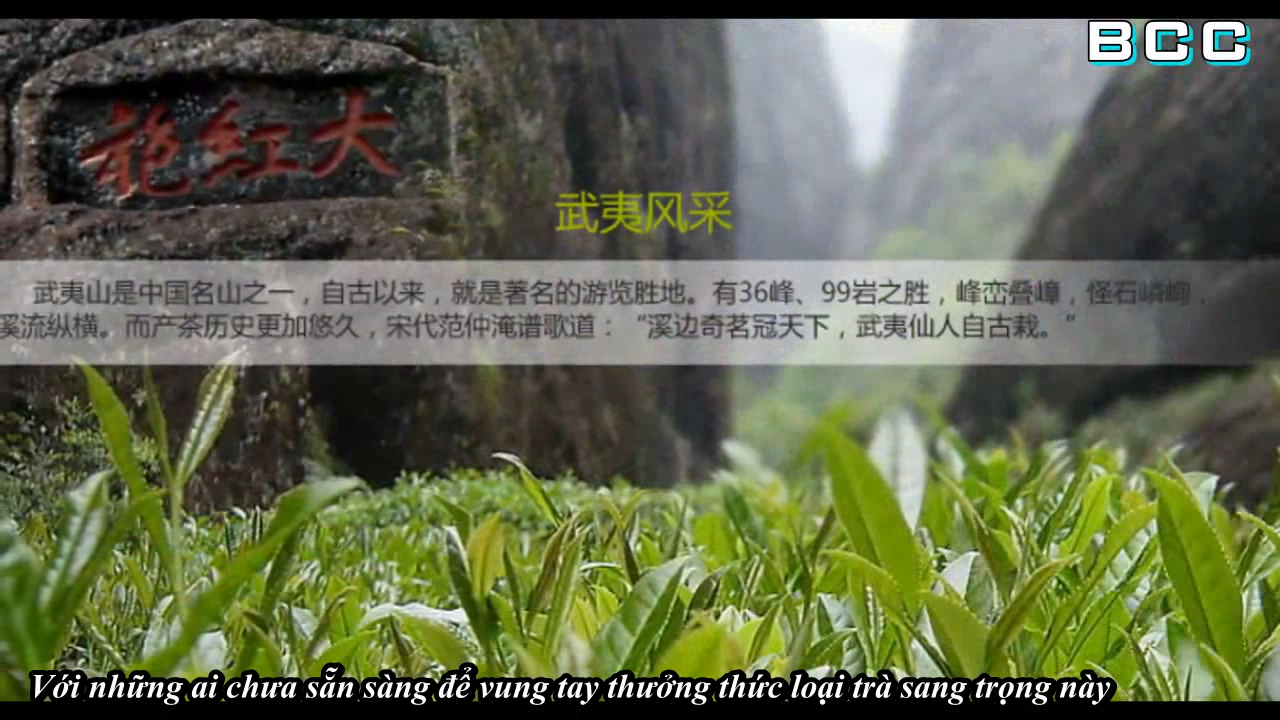 BCC
大紅袍
武夷风采
武夷山是中国名山之一，自古以来，就是著名的游览胜地。有36峰、99岩之胜，峰峦叠嶂，怪石嶙峋，
溪流纵横。而产茶历史更加悠久，宋代范仲淹谱歌道：“溪边奇茗冠天下，武夷仙人自古栽。”
Với những ai chưa sẵn sàng để vung tay thưởng thức loại trà sang trọng này